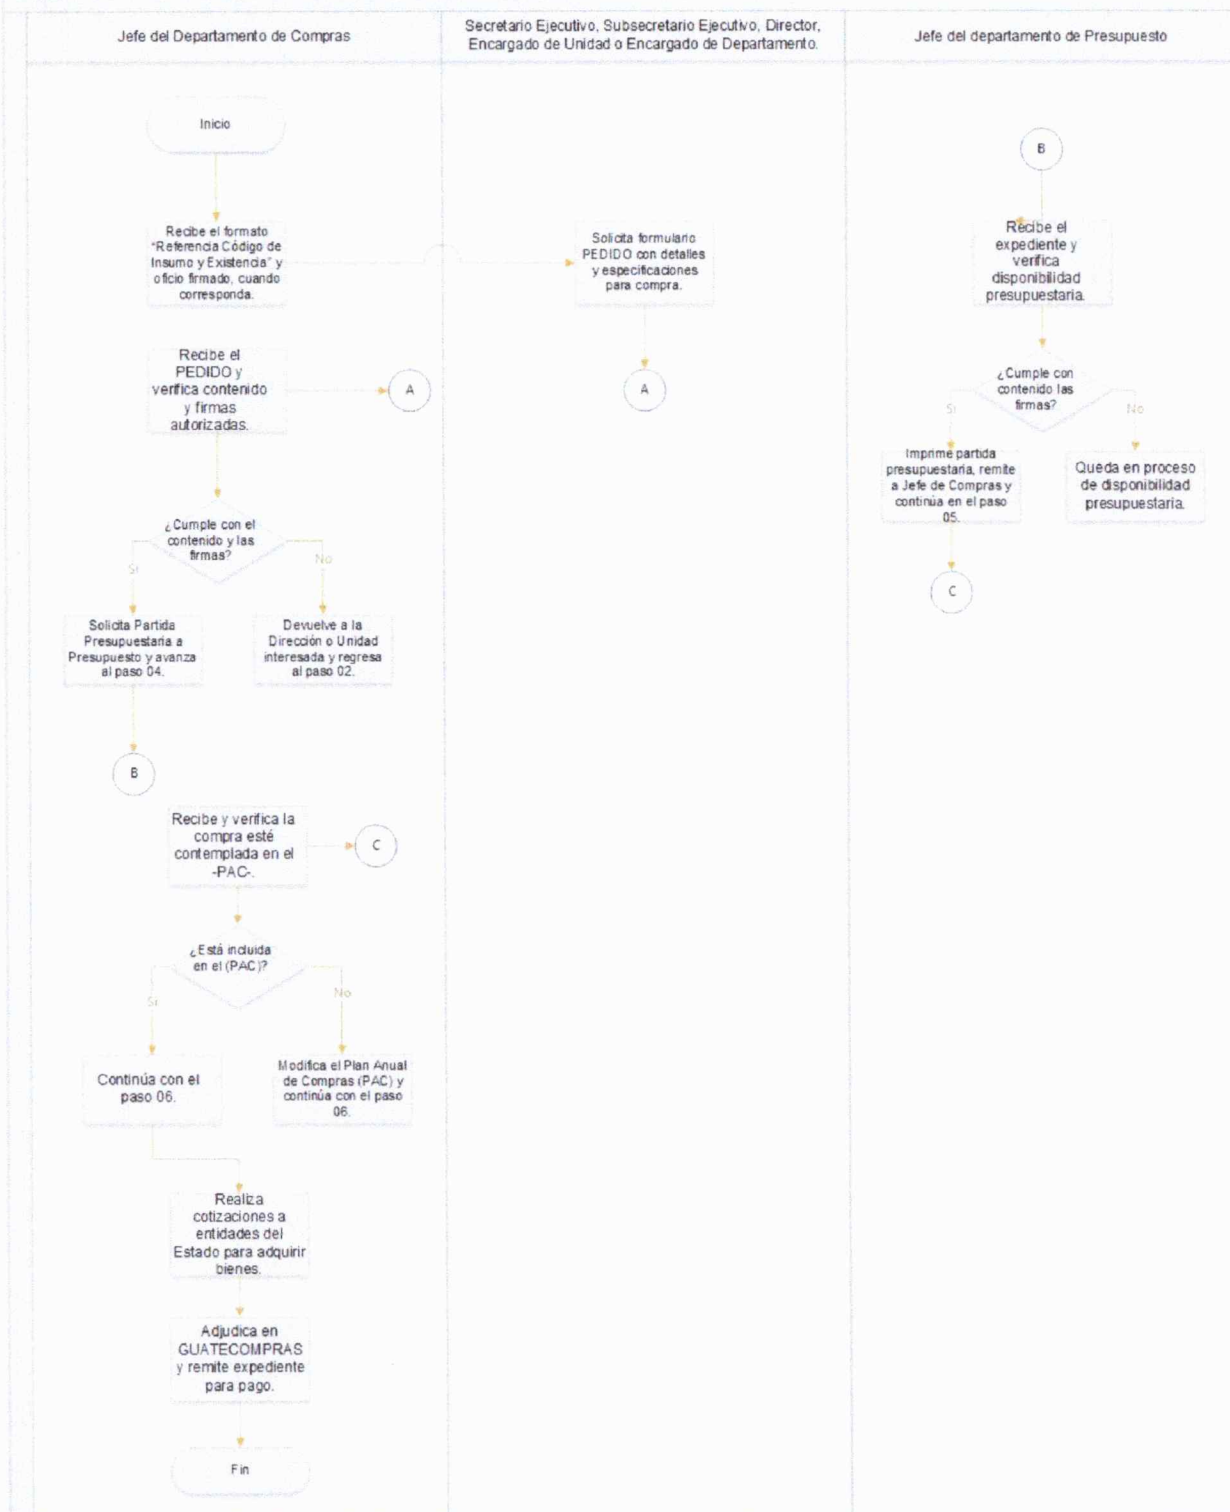 Jefe del Departamento de Compras
Secretario Ejecutivo, Subsecretario Ejecutivo, Director,
Encargado de Unidad o Encargado de Departamento.
Jefe del departamento de Presupuesto
Inicio
Recibe el formato
"Referencia Código de
Insumo y Existencia" y
oficio firmado, cuando
corresponda.
Recibe el
PEDIDO y
verifica contenido
y firmas
autorizadas.
A
¿Cumple con el
contenido y las
firmas?
Si
No
Solicita Partida
Presupuestaria a
Presupuesto y avanza
al paso 04.
Devuelve a la
Dirección o Unidad
interesada y regresa
al paso 02.
B
Recibe y verifica la
compra esté
contemplada en el
-PAC-.
C
¿Está incluida
en el (PAC)?
Si
No
Continúa con el
paso 06.
Modifica el Plan Anual
de Compras (PAC) y
continúa con el paso
06.
Realiza
cotizaciones a
entidades del
Estado para adquirir
bienes.
Adjudica en
GUATECOMPRAS
y remite expediente
para pago.
Fin
Solicita formulario
PEDIDO con detalles
y especificaciones
para compra.
A
B
Recibe el
expediente y
verifica
disponibilidad
presupuestaria.
¿Cumple con
contenido las
firmas?
Si
No
Imprime partida
presupuestaria, remite
a Jefe de Compras y
continúa en el paso
05.
Queda en proceso
de disponibilidad
presupuestaria.
C